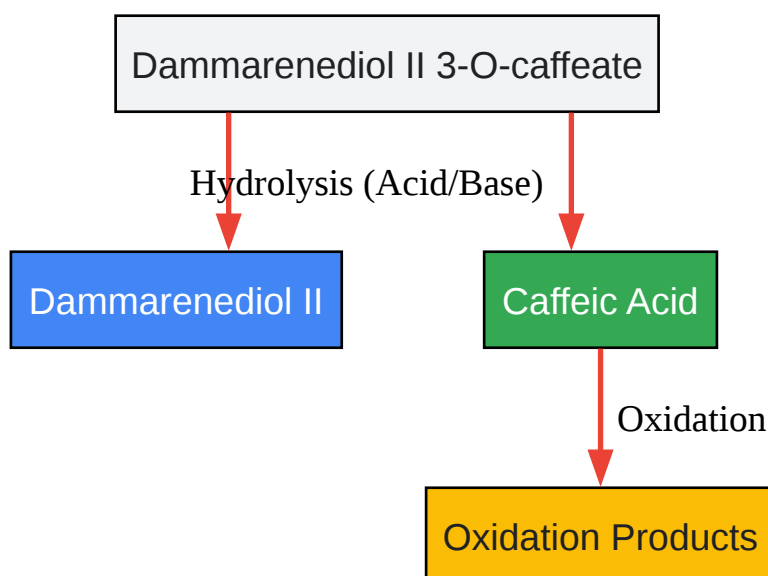 Dammarenediol II 3-O-caffeate
Hydrolysis (Acid/Base)
Dammarenediol II
Caffeic Acid
Oxidation
Oxidation Products